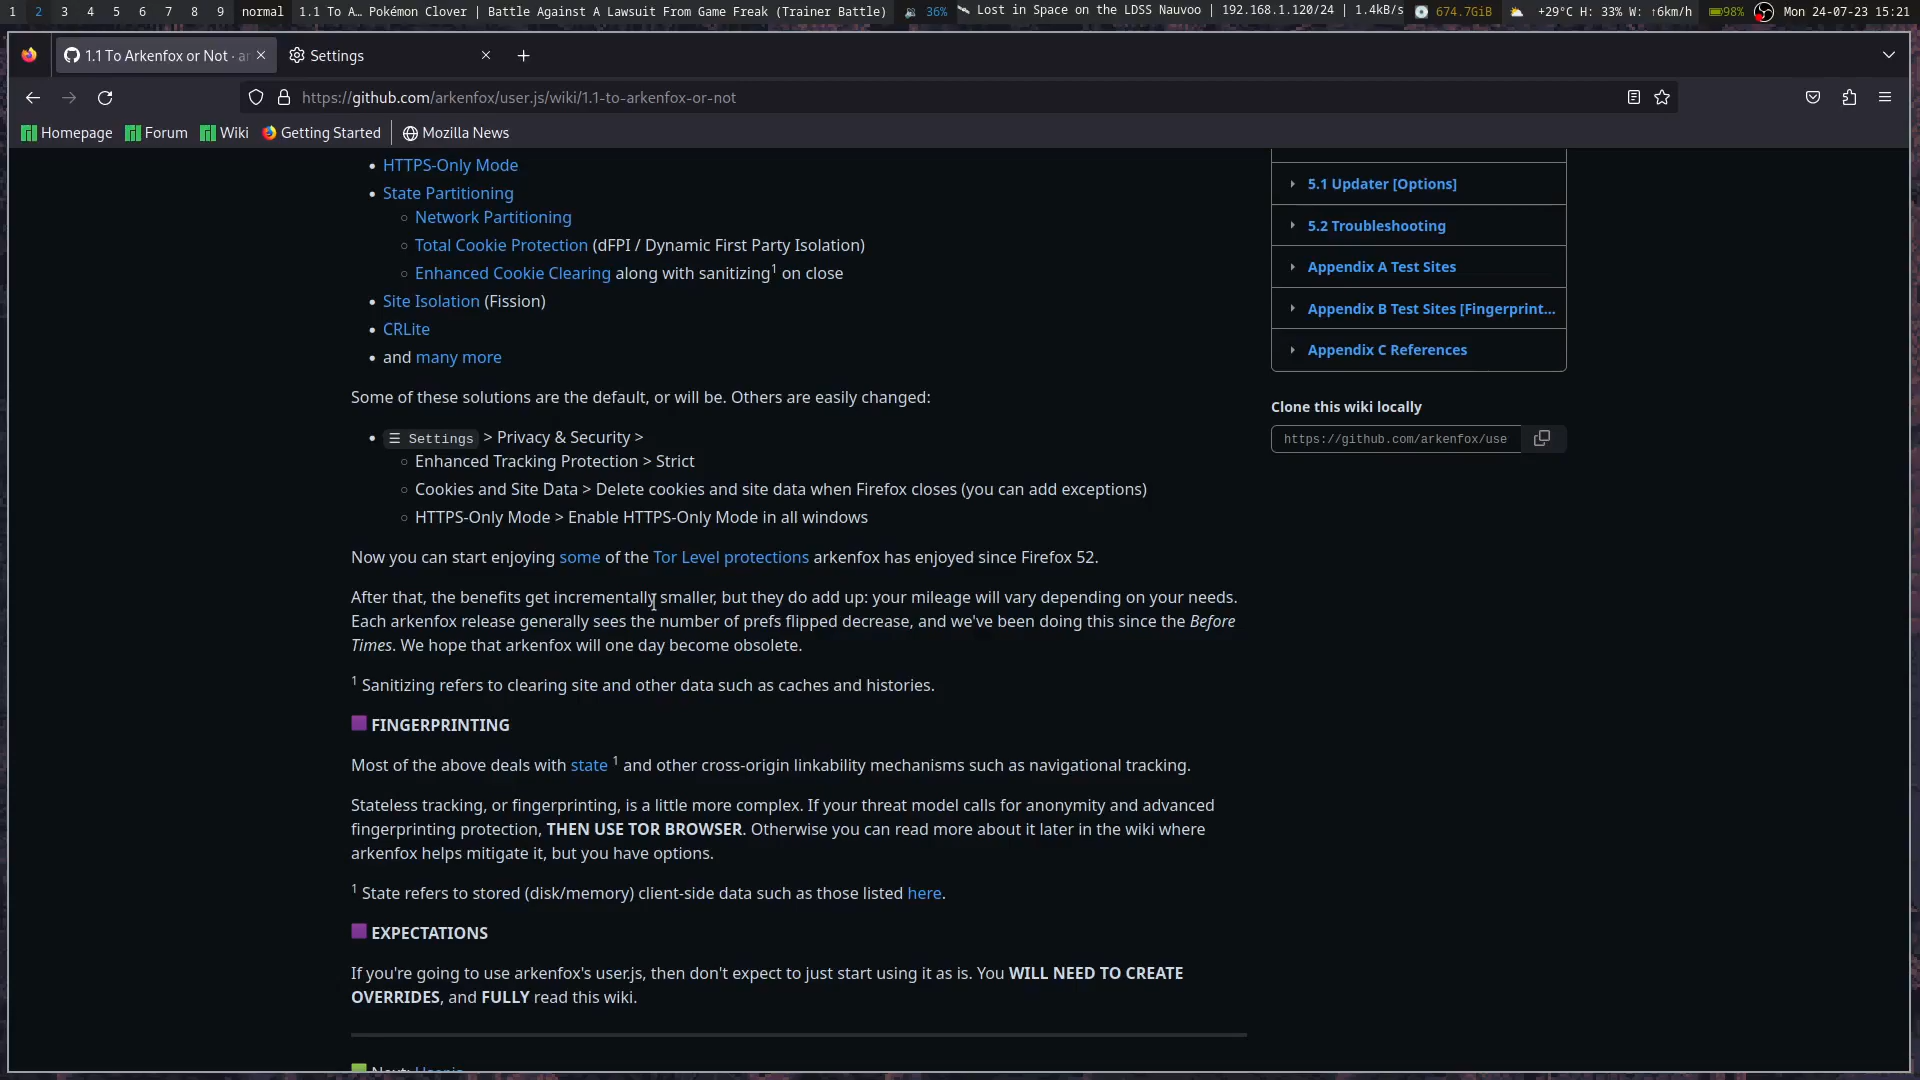 1 2 3 4 5 6 7 8 9 normal 1.1 To A… Pokémon Clover | Battle Against A Lawsuit From Game Freak (Trainer Battle) 36% Lost in Space on the LDSS Nauvoo | 192.168.1.120/24 | 1.4kB/s 674.7GiB +29°C H: 33% W: ↑6km/h 98% Mon 24-07-23 15:21
1.1 To Arkenfox or Not · ar Settings
https://github.com/arkenfox/user.js/wiki/1.1-to-arkenfox-or-not
Homepage Forum Wiki Getting Started Mozilla News
• HTTPS-Only Mode
• State Partitioning
○ Network Partitioning
○ Total Cookie Protection (dFPI / Dynamic First Party Isolation)
○ Enhanced Cookie Clearing along with sanitizing¹ on close
• Site Isolation (Fission)
• CRLite
• and many more
Some of these solutions are the default, or will be. Others are easily changed:
• ☰ Settings > Privacy & Security >
○ Enhanced Tracking Protection > Strict
○ Cookies and Site Data > Delete cookies and site data when Firefox closes (you can add exceptions)
○ HTTPS-Only Mode > Enable HTTPS-Only Mode in all windows
Now you can start enjoying some of the Tor Level protections arkenfox has enjoyed since Firefox 52.
After that, the benefits get incrementally smaller, but they do add up: your mileage will vary depending on your needs.
Each arkenfox release generally sees the number of prefs flipped decrease, and we've been doing this since the Before
Times. We hope that arkenfox will one day become obsolete.
¹ Sanitizing refers to clearing site and other data such as caches and histories.
FINGERPRINTING
Most of the above deals with state ¹ and other cross-origin linkability mechanisms such as navigational tracking.
Stateless tracking, or fingerprinting, is a little more complex. If your threat model calls for anonymity and advanced
fingerprinting protection, THEN USE TOR BROWSER. Otherwise you can read more about it later in the wiki where
arkenfox helps mitigate it, but you have options.
¹ State refers to stored (disk/memory) client-side data such as those listed here.
EXPECTATIONS
If you're going to use arkenfox's user.js, then don't expect to just start using it as is. You WILL NEED TO CREATE
OVERRIDES, and FULLY read this wiki.
5.1 Updater [Options]
5.2 Troubleshooting
Appendix A Test Sites
Appendix B Test Sites [Fingerprint...
Appendix C References
Clone this wiki locally
https://github.com/arkenfox/use